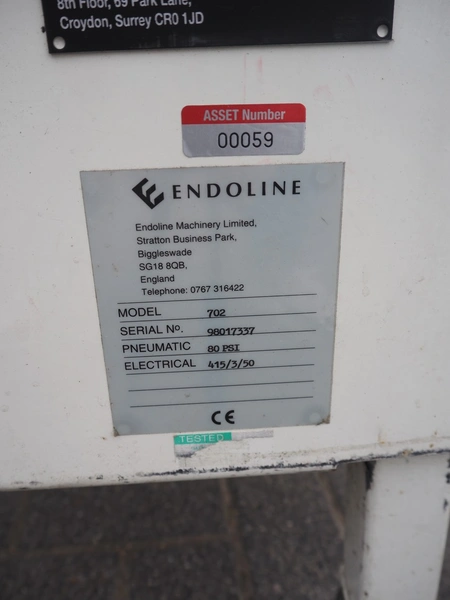 8th Floor, 69 Park Lane,
Croydon, Surrey CR0 1JD
ASSET Number
00059
ENDOLINE
Endoline Machinery Limited,
Stratton Business Park,
Biggleswade
SG18 8QB,
England
Telephone: 0767 316422
MODEL 702
SERIAL No. 98017337
PNEUMATIC 80 PSI
ELECTRICAL 415/3/50
CE
TESTED